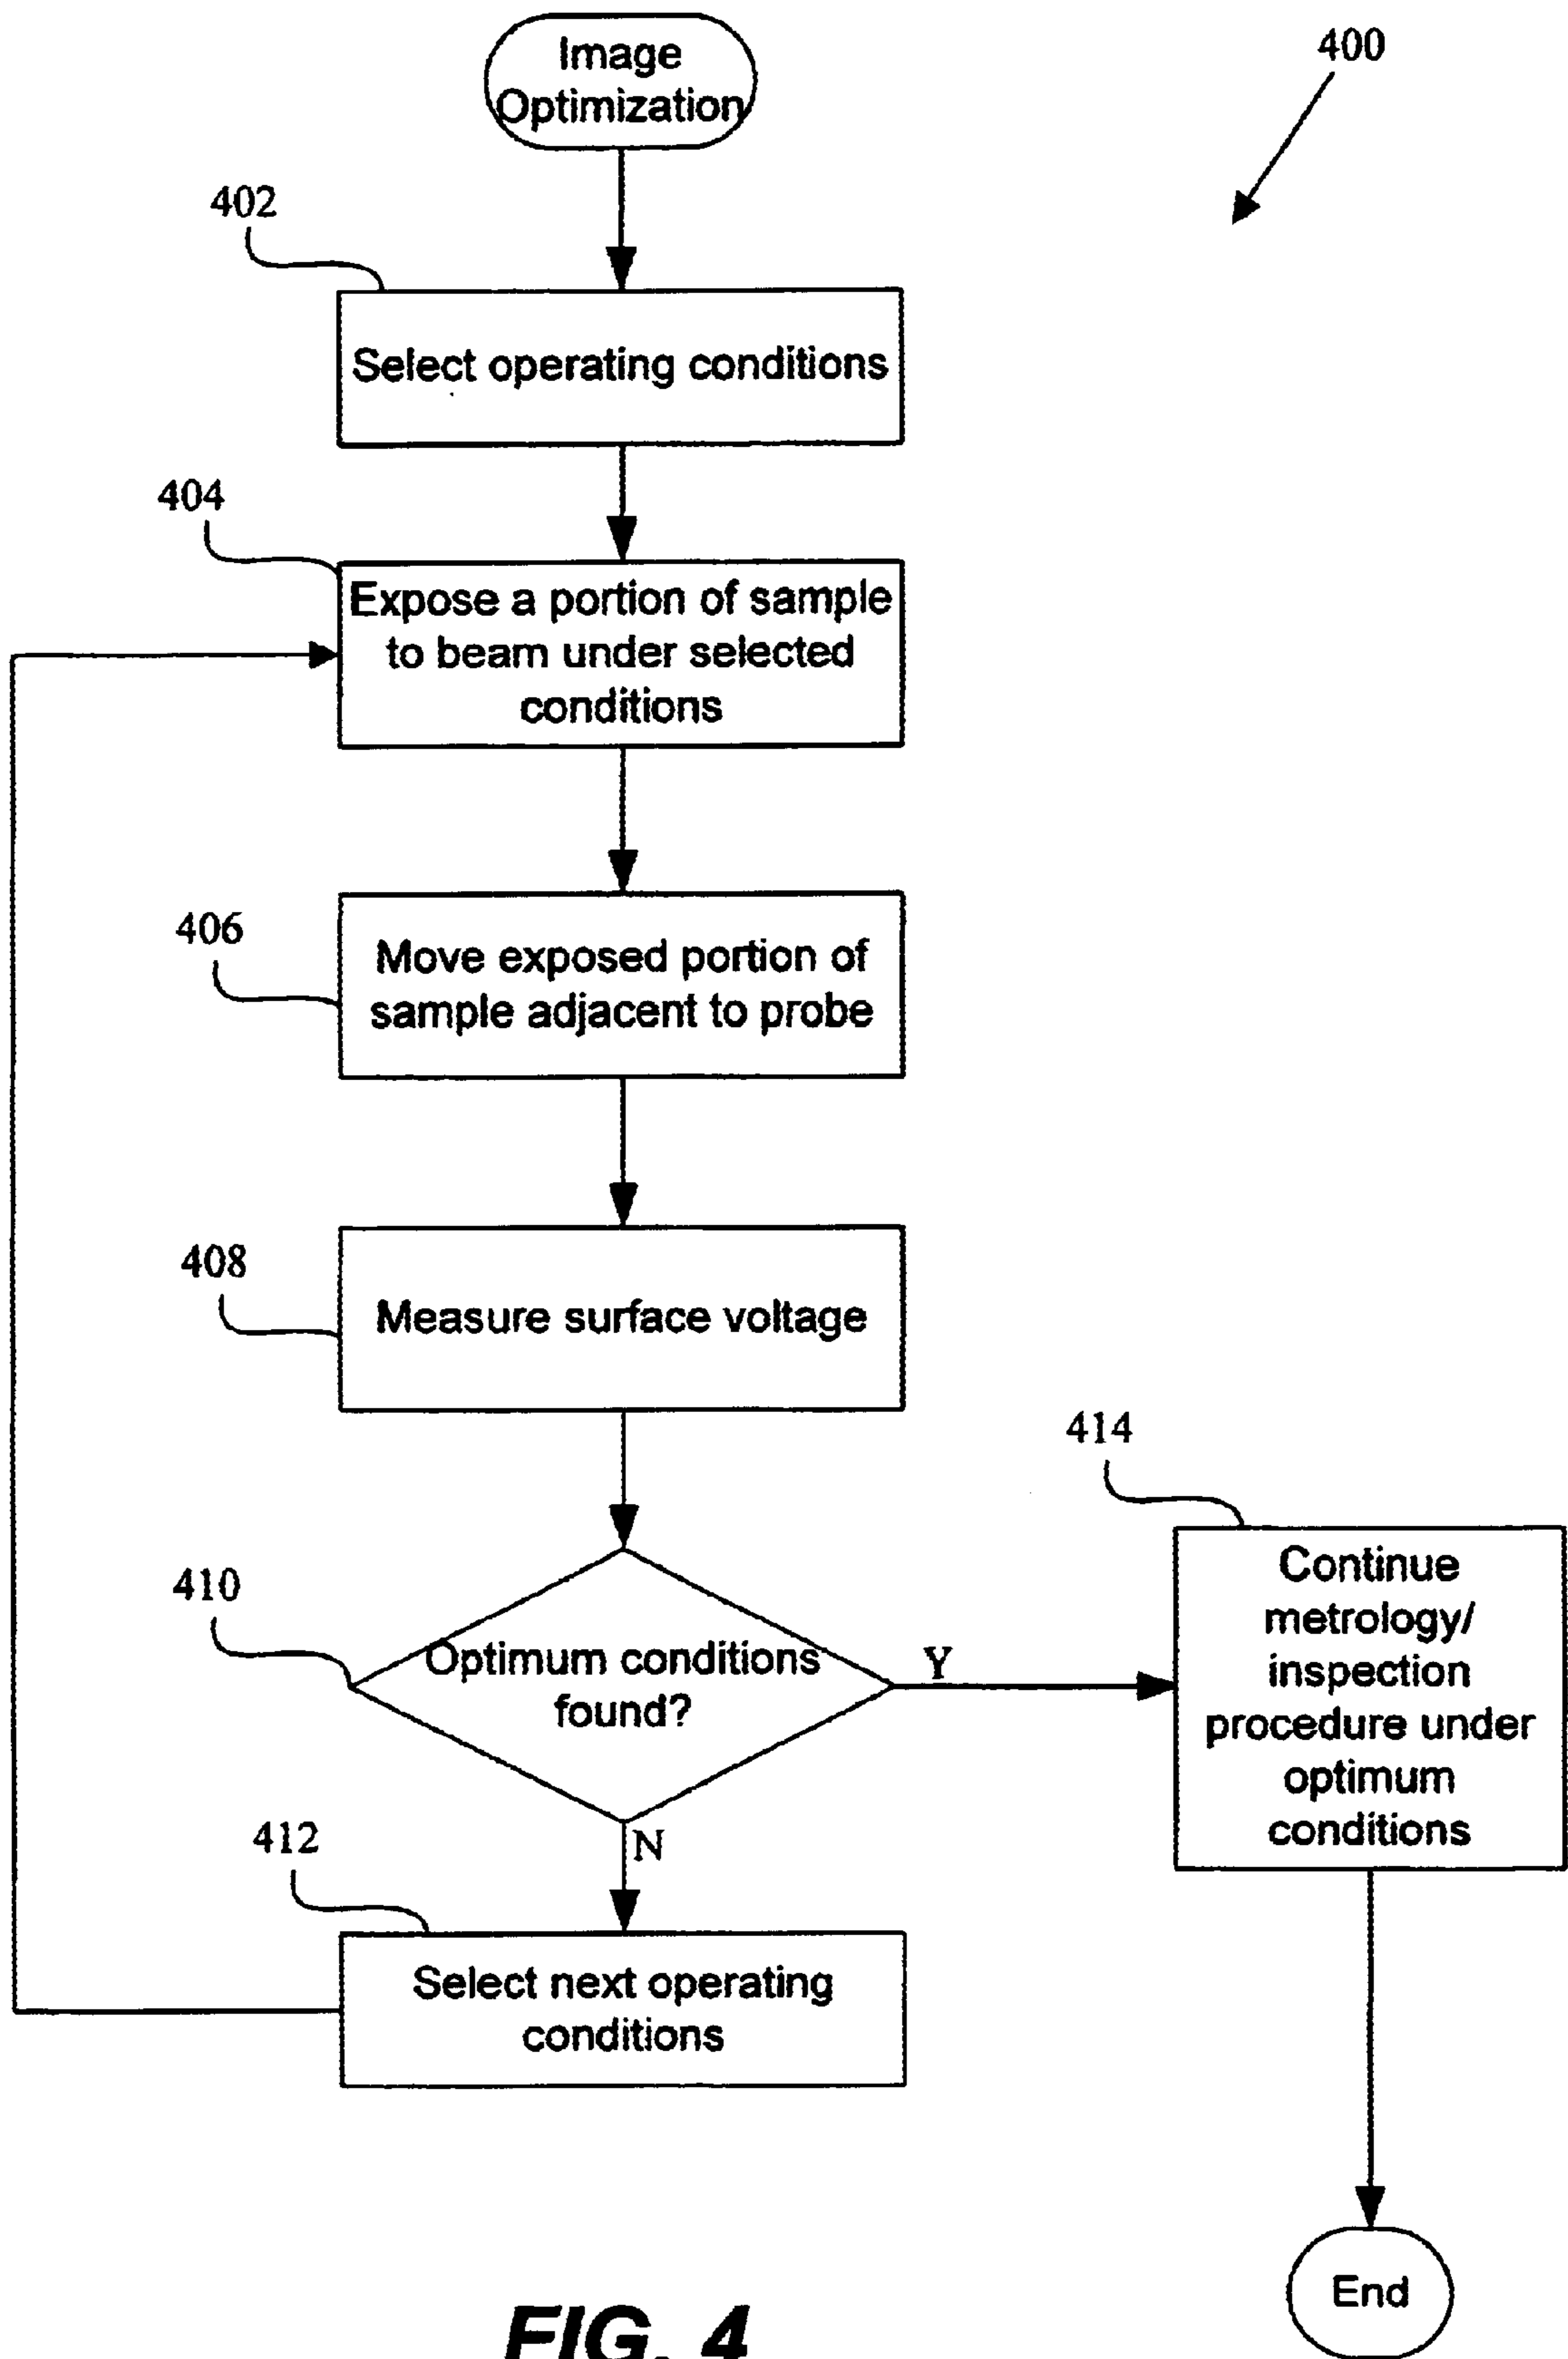 Image
Optimization
400
402
Select operating conditions
404
Expose a portion of sample
to beam under selected
conditions
406
Move exposed portion of
sample adjacent to probe
408
Measure surface voltage
410
Optimum conditions
found?
Y
414
Continue
metrology/
inspection
procedure under
optimum
conditions
N
412
Select next operating
conditions
End
FIG. 4